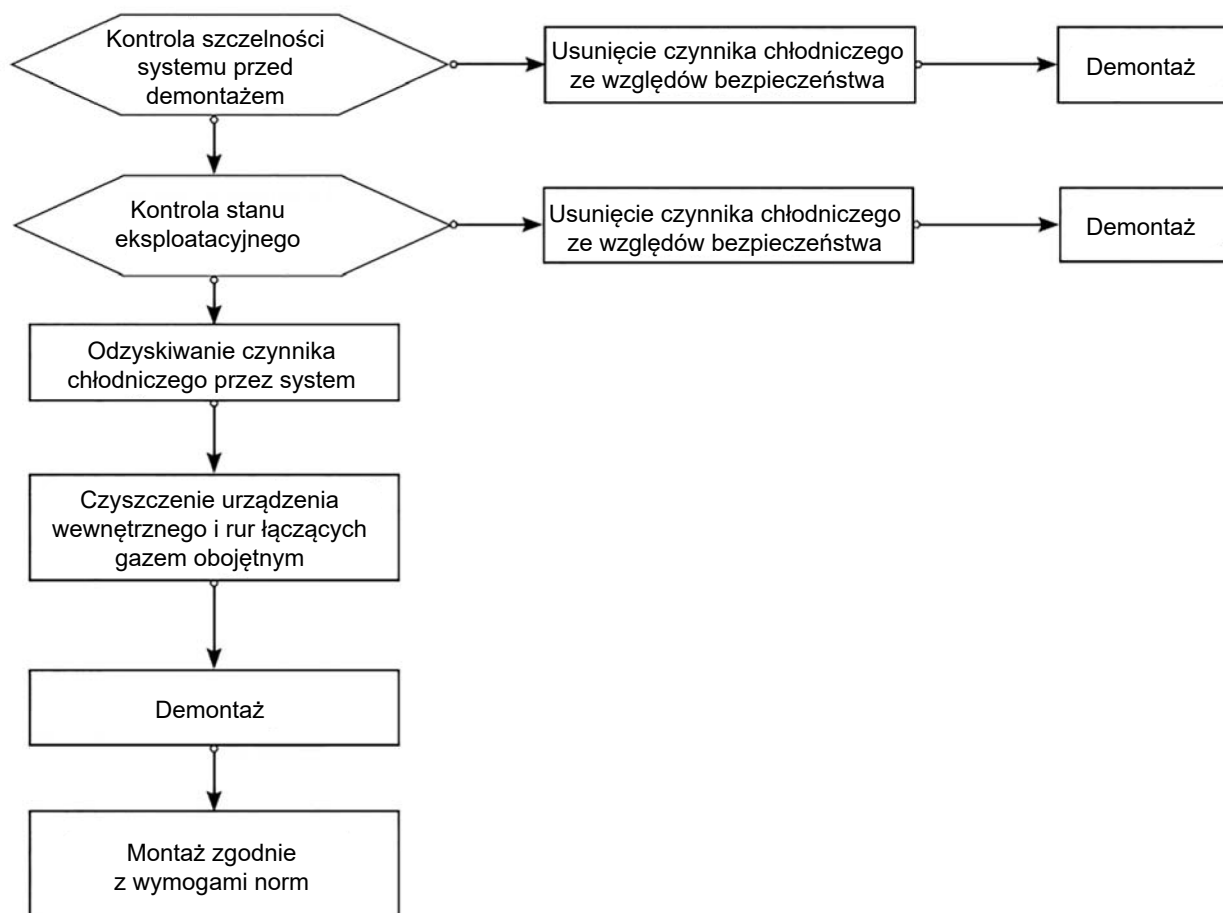 Kontrola szczelności
systemu przed
demontażem
Usunięcie czynnika chłodniczego
ze względów bezpieczeństwa
Demontaż
Kontrola stanu
eksploatacyjnego
Usunięcie czynnika chłodniczego
ze względów bezpieczeństwa
Demontaż
Odzyskiwanie czynnika
chłodniczego przez system
Czyszczenie urządzenia
wewnętrznego i rur łączących
gazem obojętnym
Demontaż
Montaż zgodnie
z wymogami norm